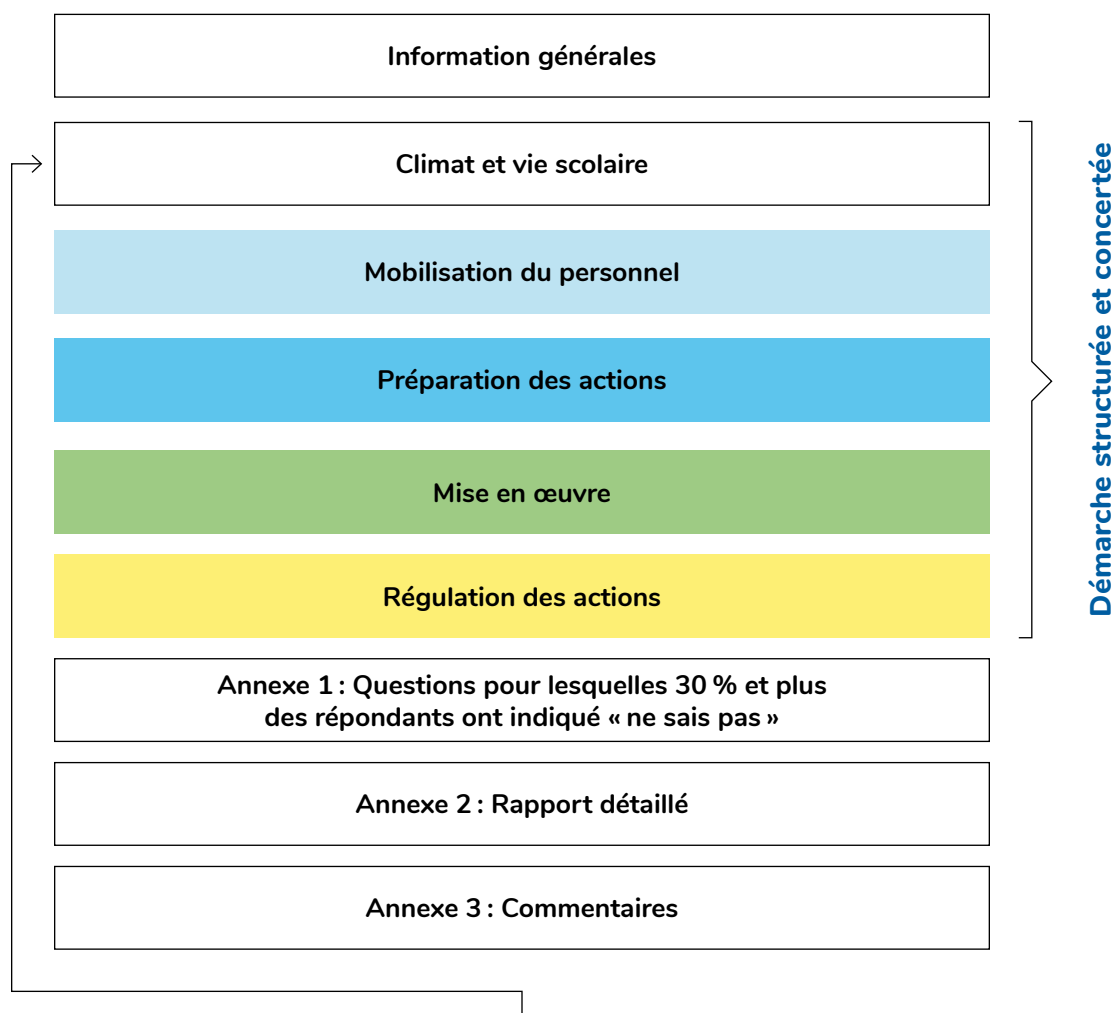 Information générales
Climat et vie scolaire
Mobilisation du personnel
Préparation des actions
Mise en œuvre
Régulation des actions
Démarche structurée et concertée
Annexe 1 : Questions pour lesquelles 30 % et plus
des répondants ont indiqué « ne sais pas »
Annexe 2 : Rapport détaillé
Annexe 3 : Commentaires